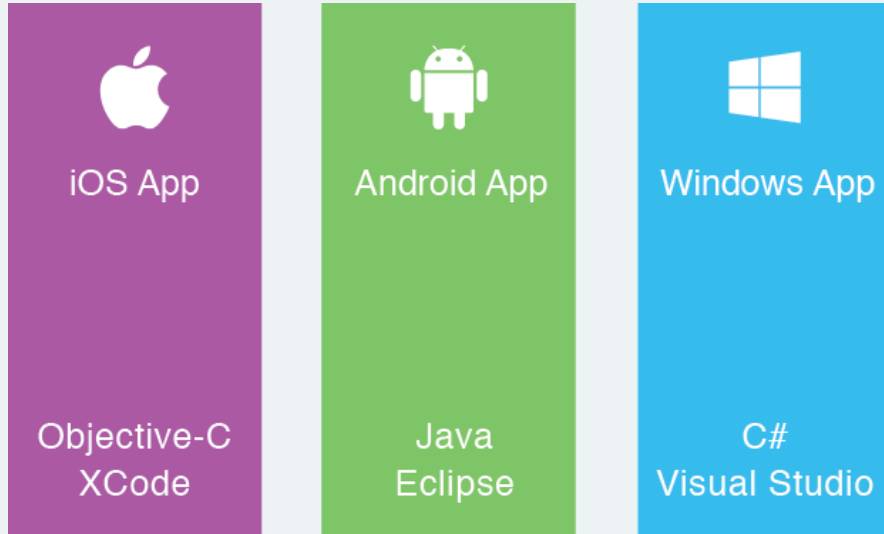 iOS App
Objective-C
XCode
Android App
Java
Eclipse
Windows App
C#
Visual Studio